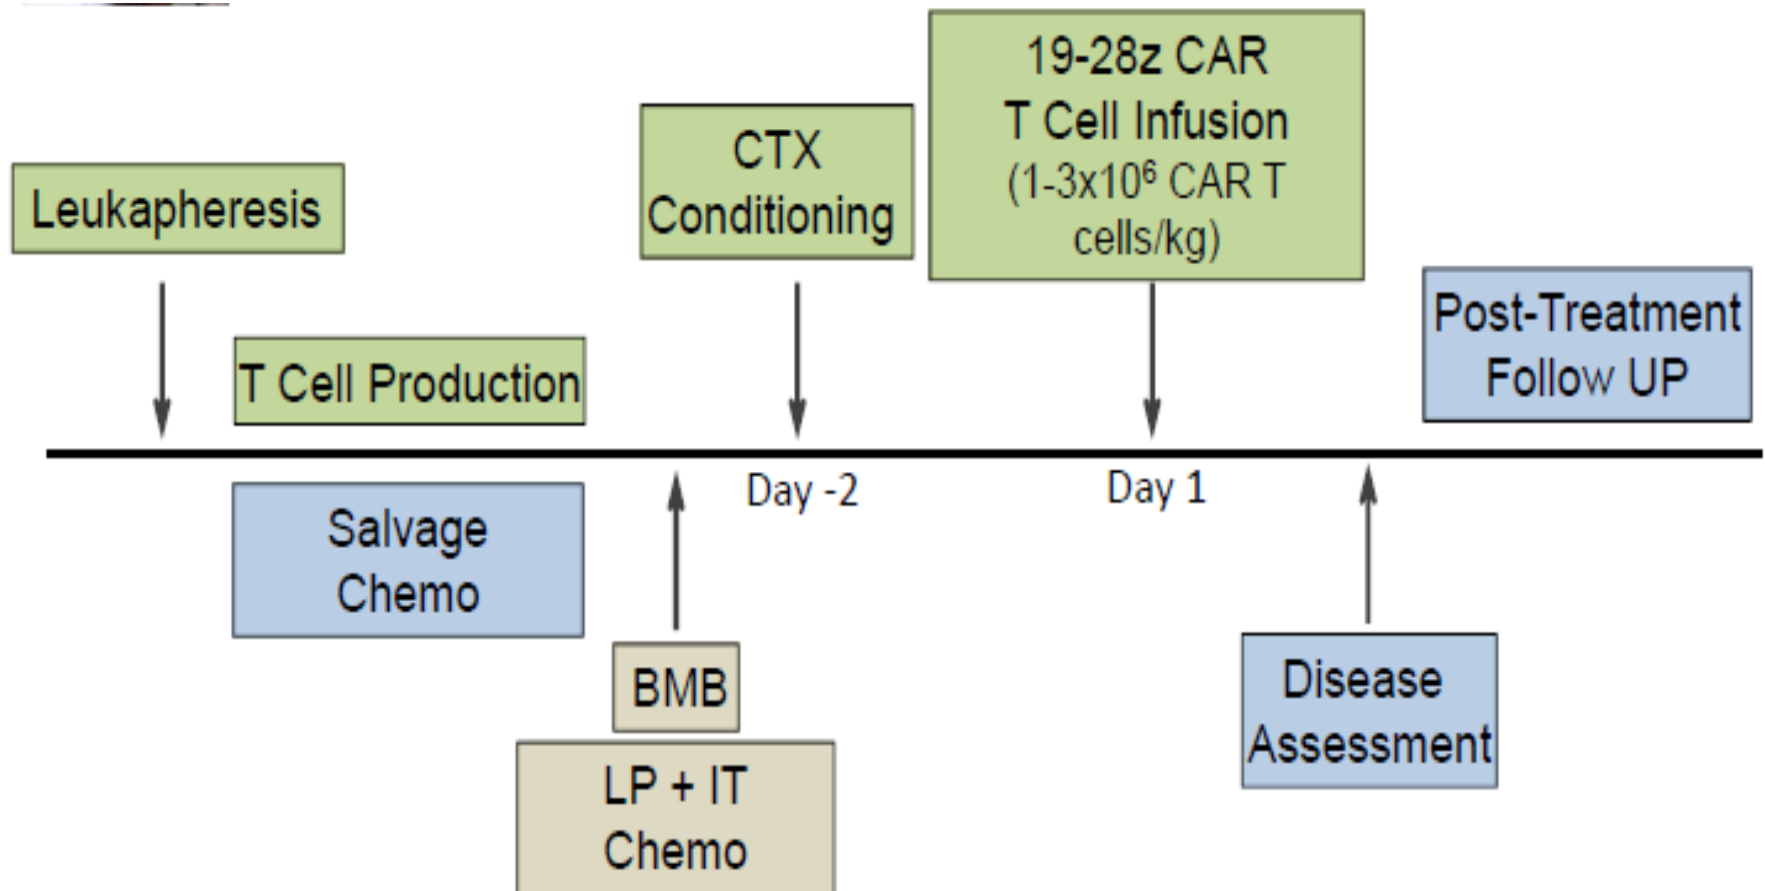 19-28z CAR
T Cell Infusion
(1-3x10⁶ CAR T
cells/kg)
CTX
Conditioning
Leukapheresis
Post-Treatment
Follow UP
T Cell Production
Day -2
Day 1
Salvage
Chemo
BMB
LP + IT
Chemo
Disease
Assessment